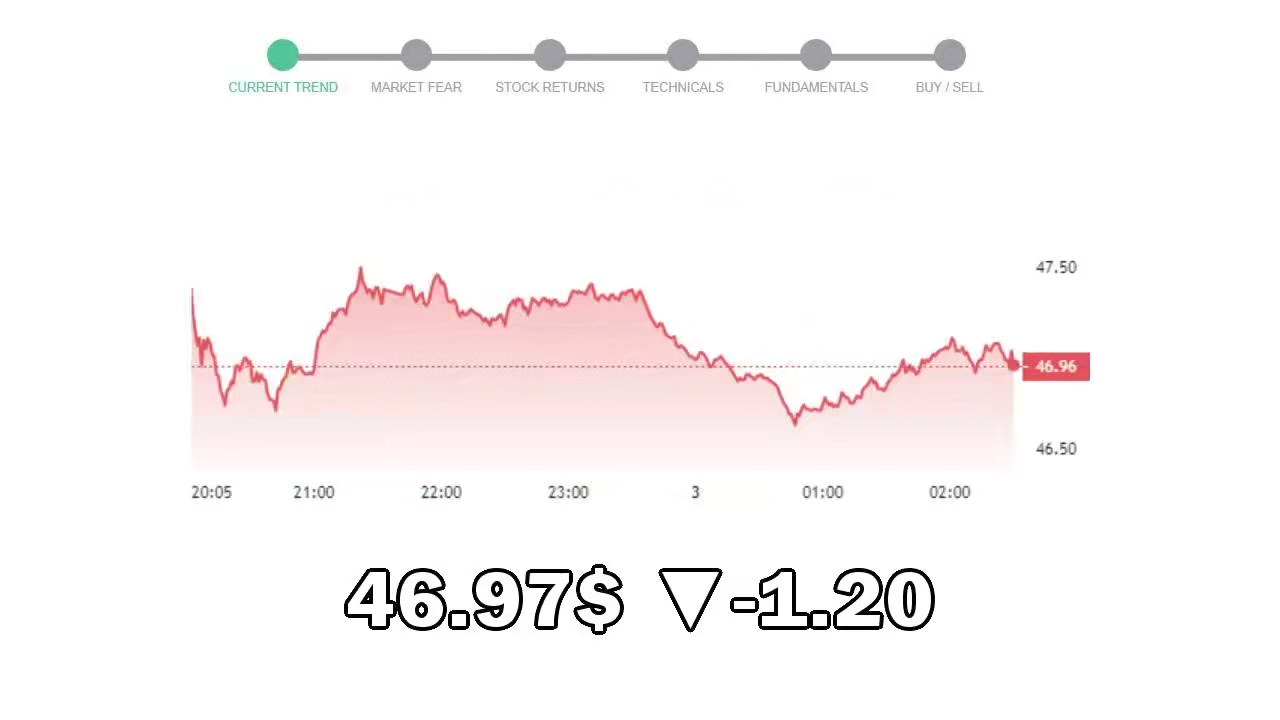 CURRENT TREND MARKET FEAR STOCK RETURNS TECHNICALS FUNDAMENTALS BUY / SELL
47.50
46.96
46.50
20:05 21:00 22:00 23:00 3 01:00 02:00
46.97$ ▼-1.20